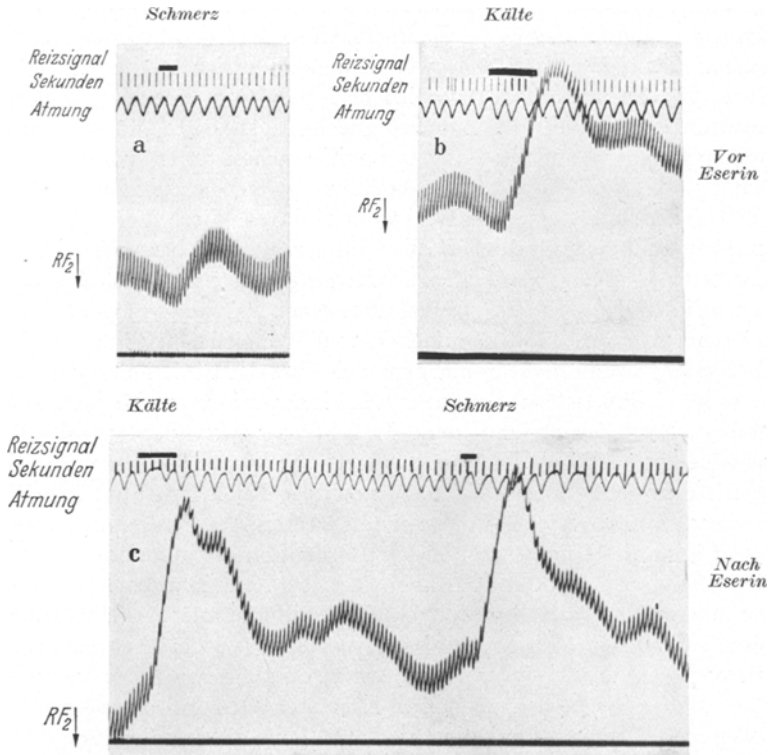 Schmerz
Kälte
Reizsignal
Sekunden
Atmung
a
RF₂
Reizsignal
Sekunden
Atmung
b
RF₂
Vor
Eserin
Kälte
Schmerz
Reizsignal
Sekunden
Atmung
c
RF₂
Nach
Eserin